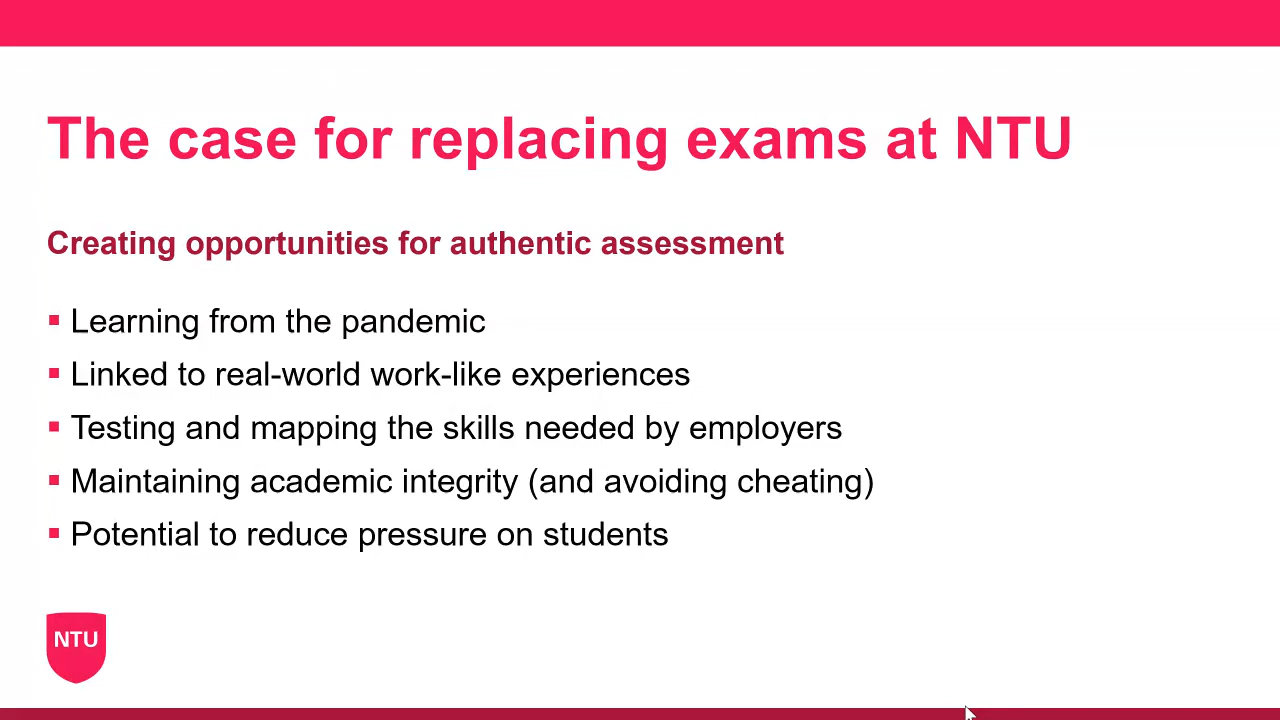 The case for replacing exams at NTU
Creating opportunities for authentic assessment
▪ Learning from the pandemic
▪ Linked to real-world work-like experiences
▪ Testing and mapping the skills needed by employers
▪ Maintaining academic integrity (and avoiding cheating)
▪ Potential to reduce pressure on students
NTU